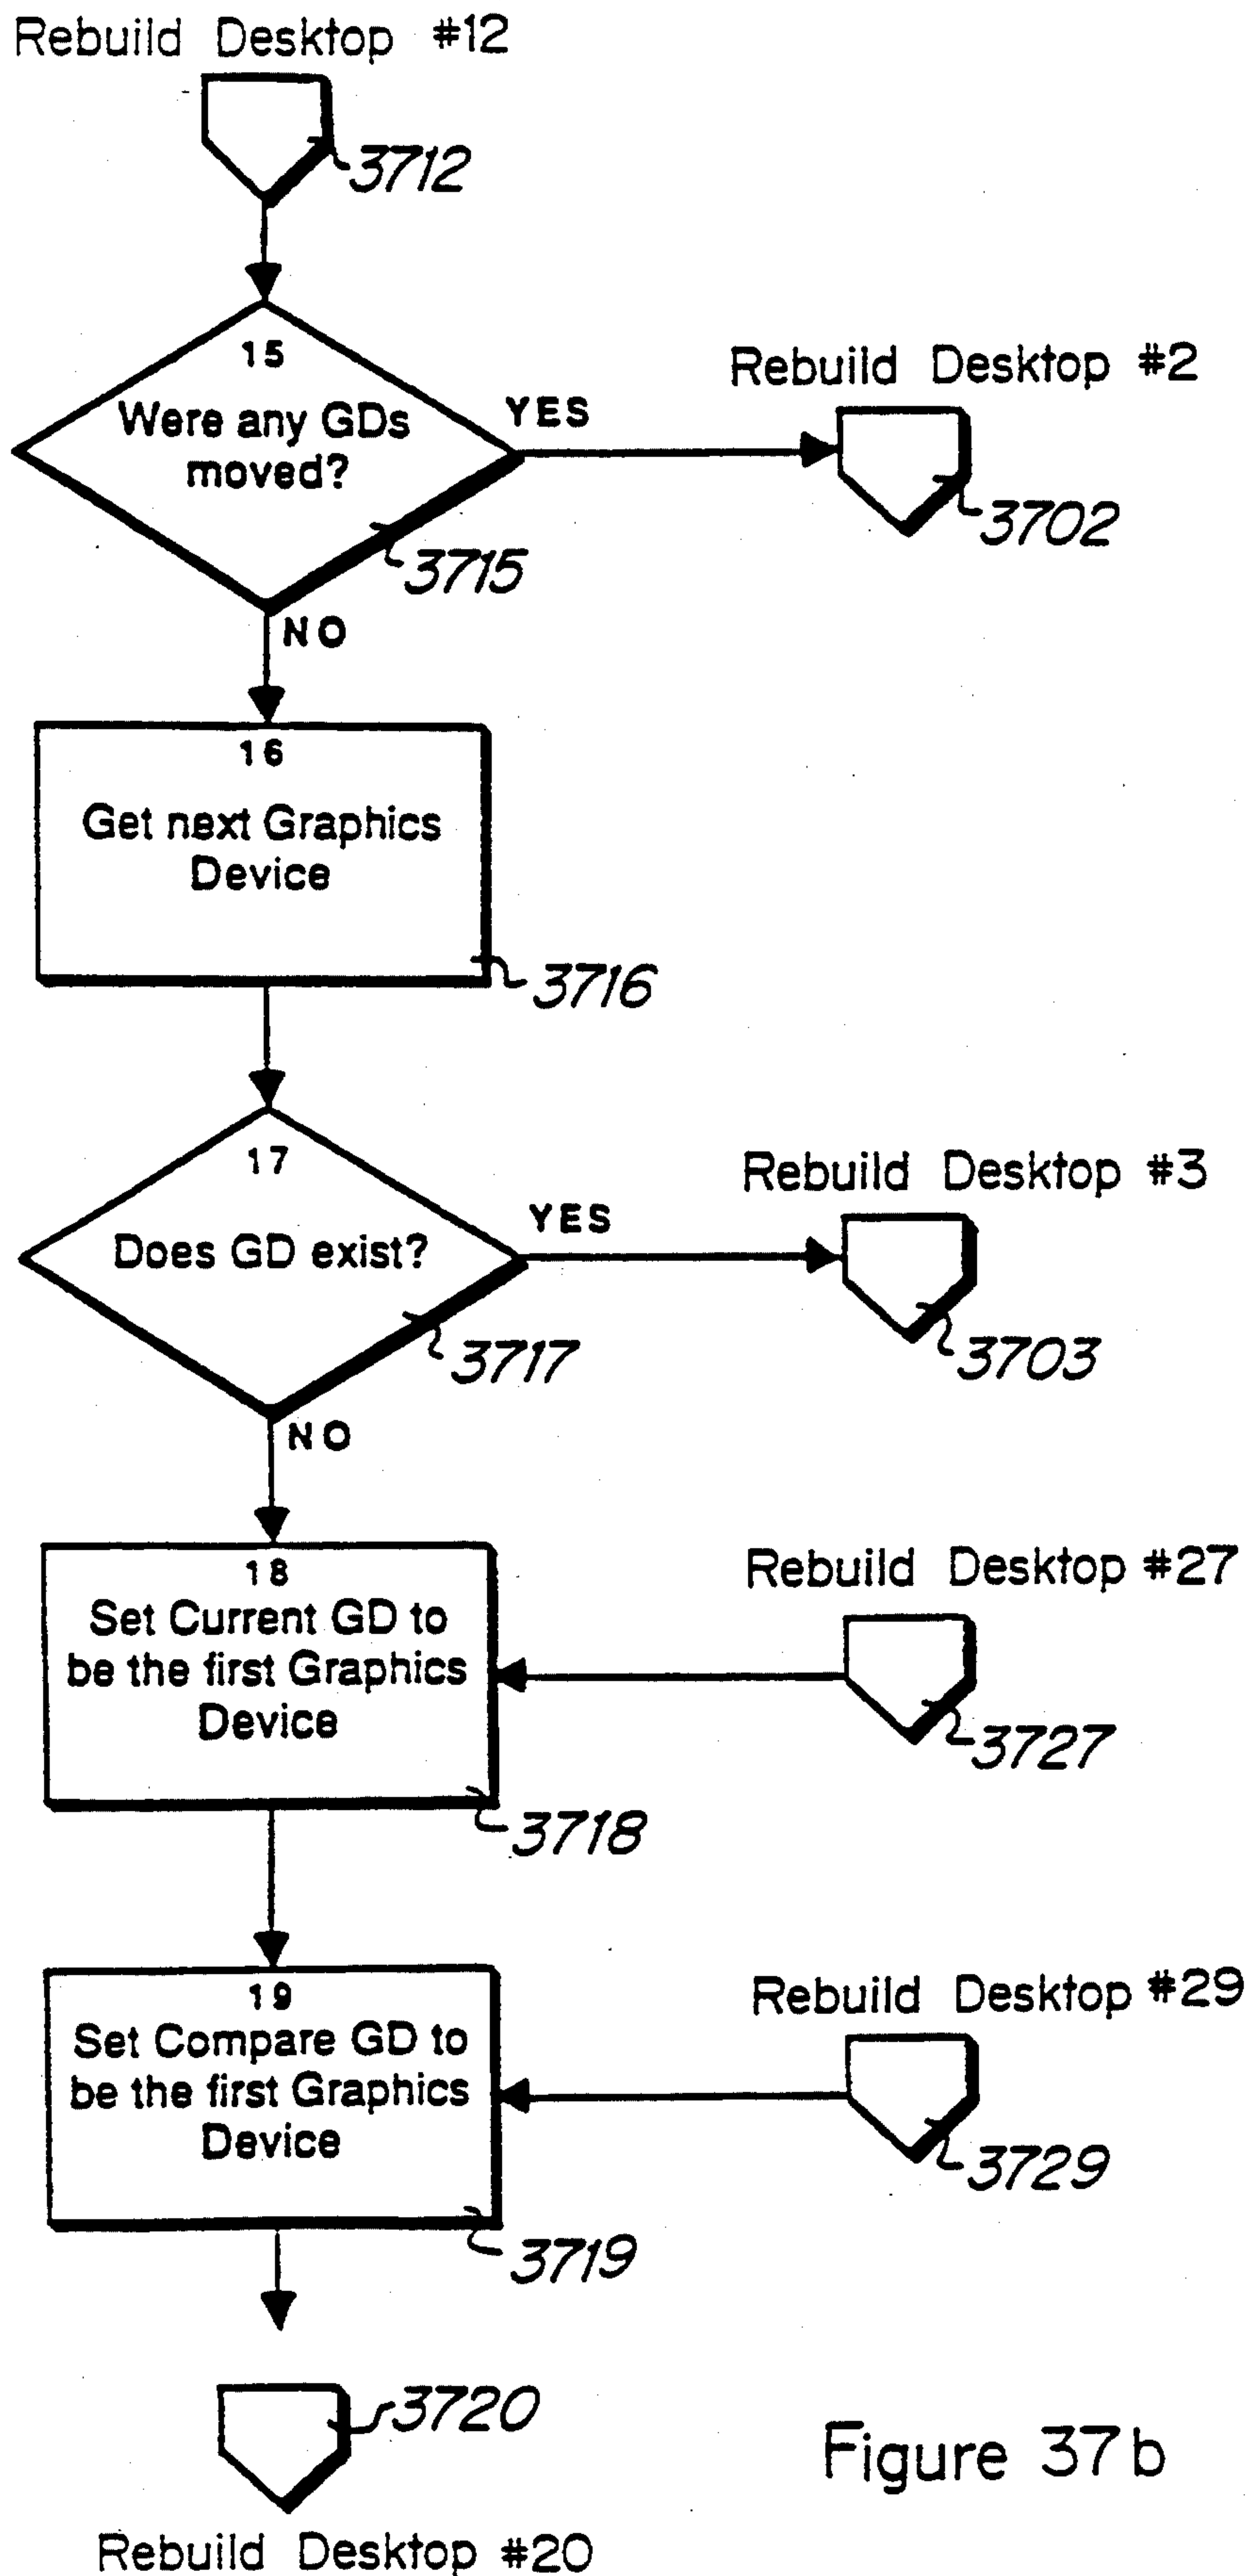 Rebuild Desktop #12
3712
15
Were any GDs
moved?
YES
3715
NO
Rebuild Desktop #2
3702
16
Get next Graphics
Device
3716
17
Does GD exist?
YES
3717
NO
Rebuild Desktop #3
3703
18
Set Current GD to
be the first Graphics
Device
3718
Rebuild Desktop #27
3727
19
Set Compare GD to
be the first Graphics
Device
3719
Rebuild Desktop #29
3729
3720
Rebuild Desktop #20
Figure 37b